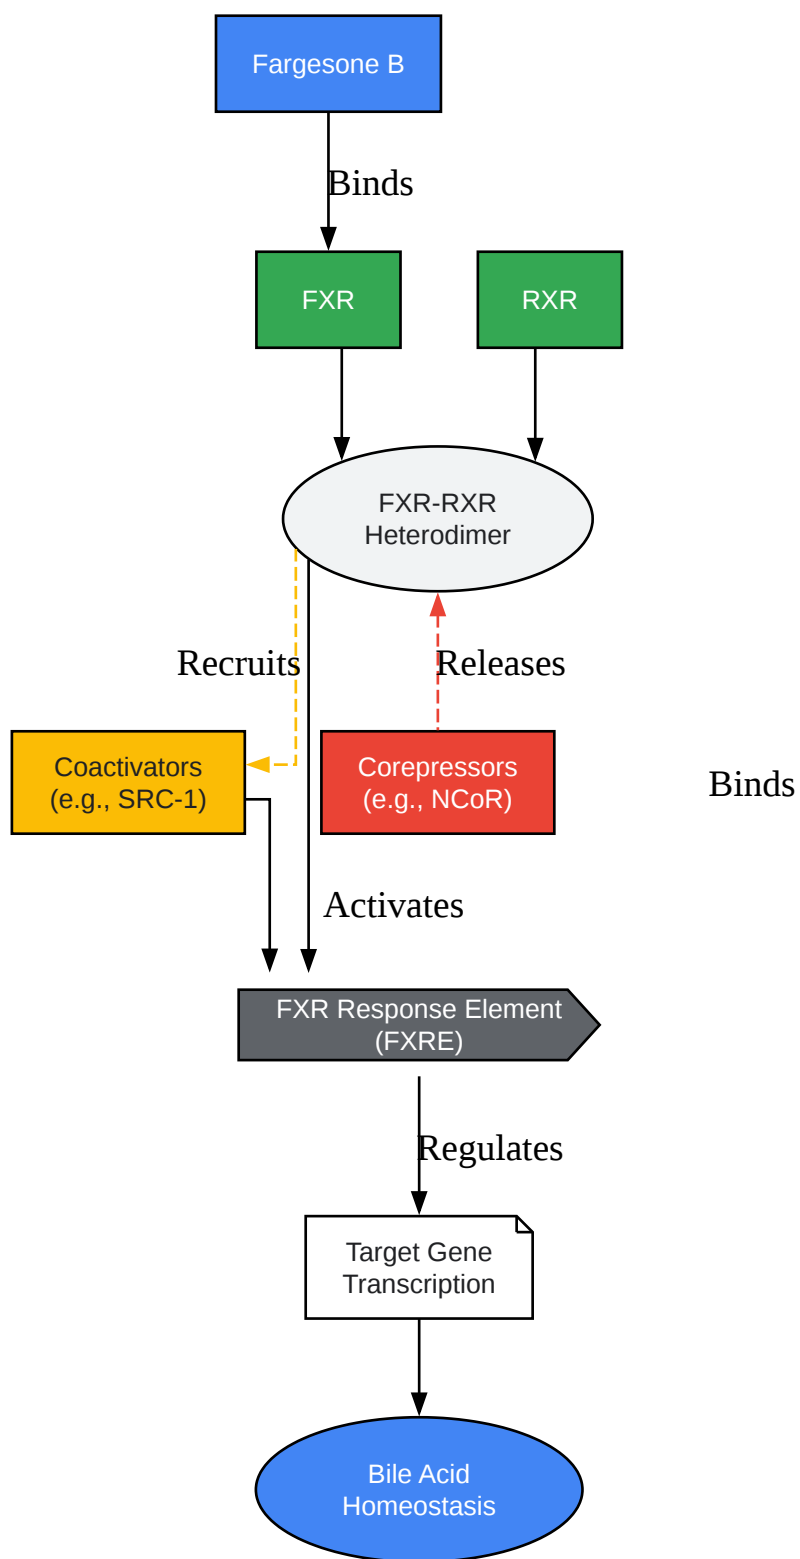 Fargesone B
Binds
FXR
RXR
FXR-RXR
Heterodimer
Recruits
Releases
Coactivators
(e.g., SRC-1)
Corepressors
(e.g., NCoR)
Binds
Activates
FXR Response Element
(FXRE)
Regulates
Target Gene
Transcription
Bile Acid
Homeostasis